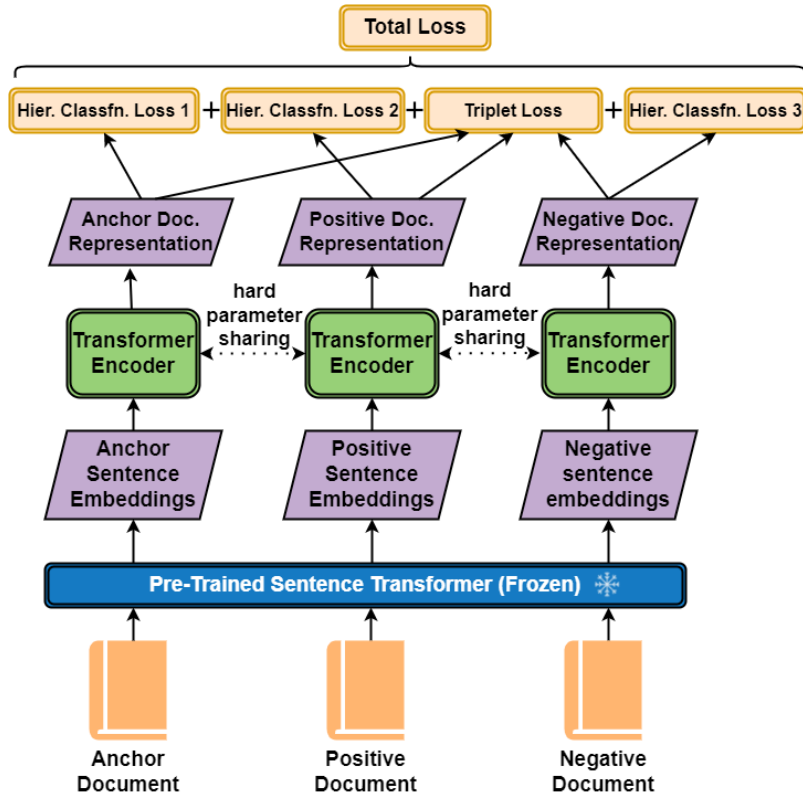 Total Loss
Hier. Classfn. Loss 1 + Hier. Classfn. Loss 2 + Triplet Loss + Hier. Classfn. Loss 3
Anchor Doc.
Representation
Positive Doc.
Representation
Negative Doc.
Representation
hard
parameter
sharing
hard
parameter
sharing
Transformer
Encoder
Transformer
Encoder
Transformer
Encoder
Anchor
Sentence
Embeddings
Positive
Sentence
Embeddings
Negative
sentence
embeddings
Pre-Trained Sentence Transformer (Frozen)
Anchor
Document
Positive
Document
Negative
Document